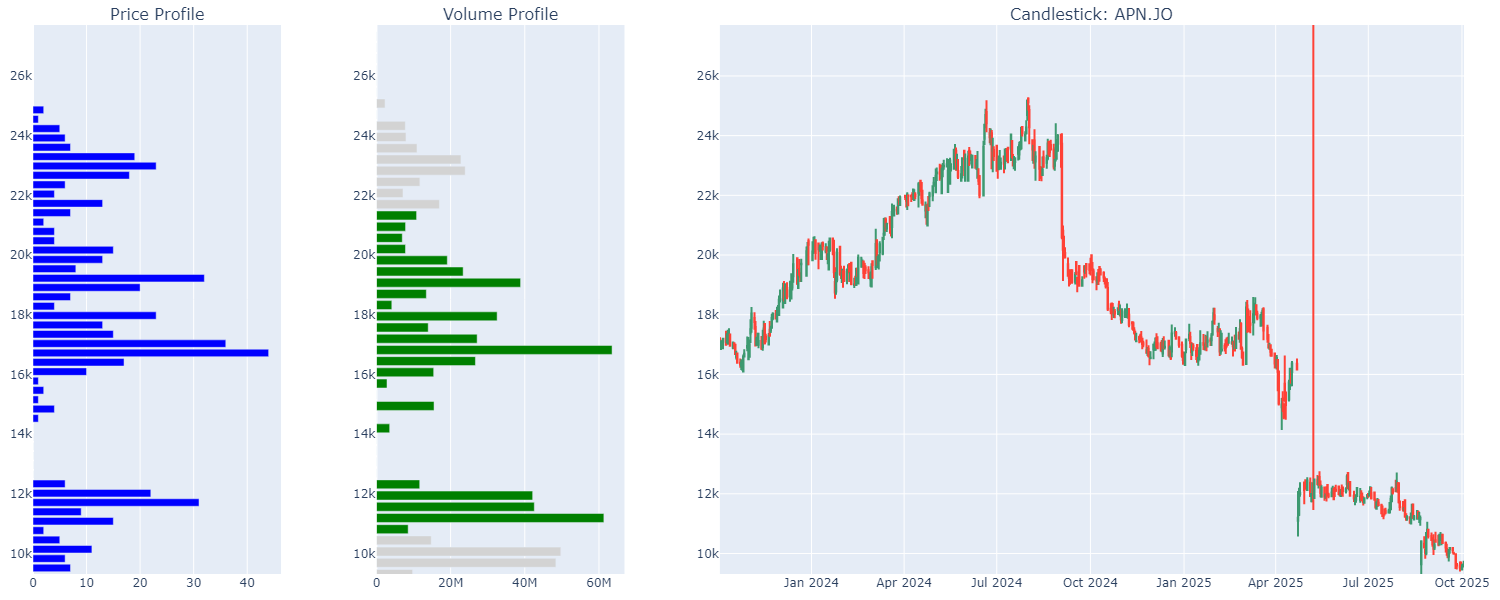 Price Profile
Volume Profile
Candlestick: APN.JO
26k
24k
22k
20k
18k
16k
14k
12k
10k
0
10
20
30
40
26k
24k
22k
20k
18k
16k
14k
12k
10k
0
20M
40M
60M
26k
24k
22k
20k
18k
16k
14k
12k
10k
Jan 2024
Apr 2024
Jul 2024
Oct 2024
Jan 2025
Apr 2025
Jul 2025
Oct 2025